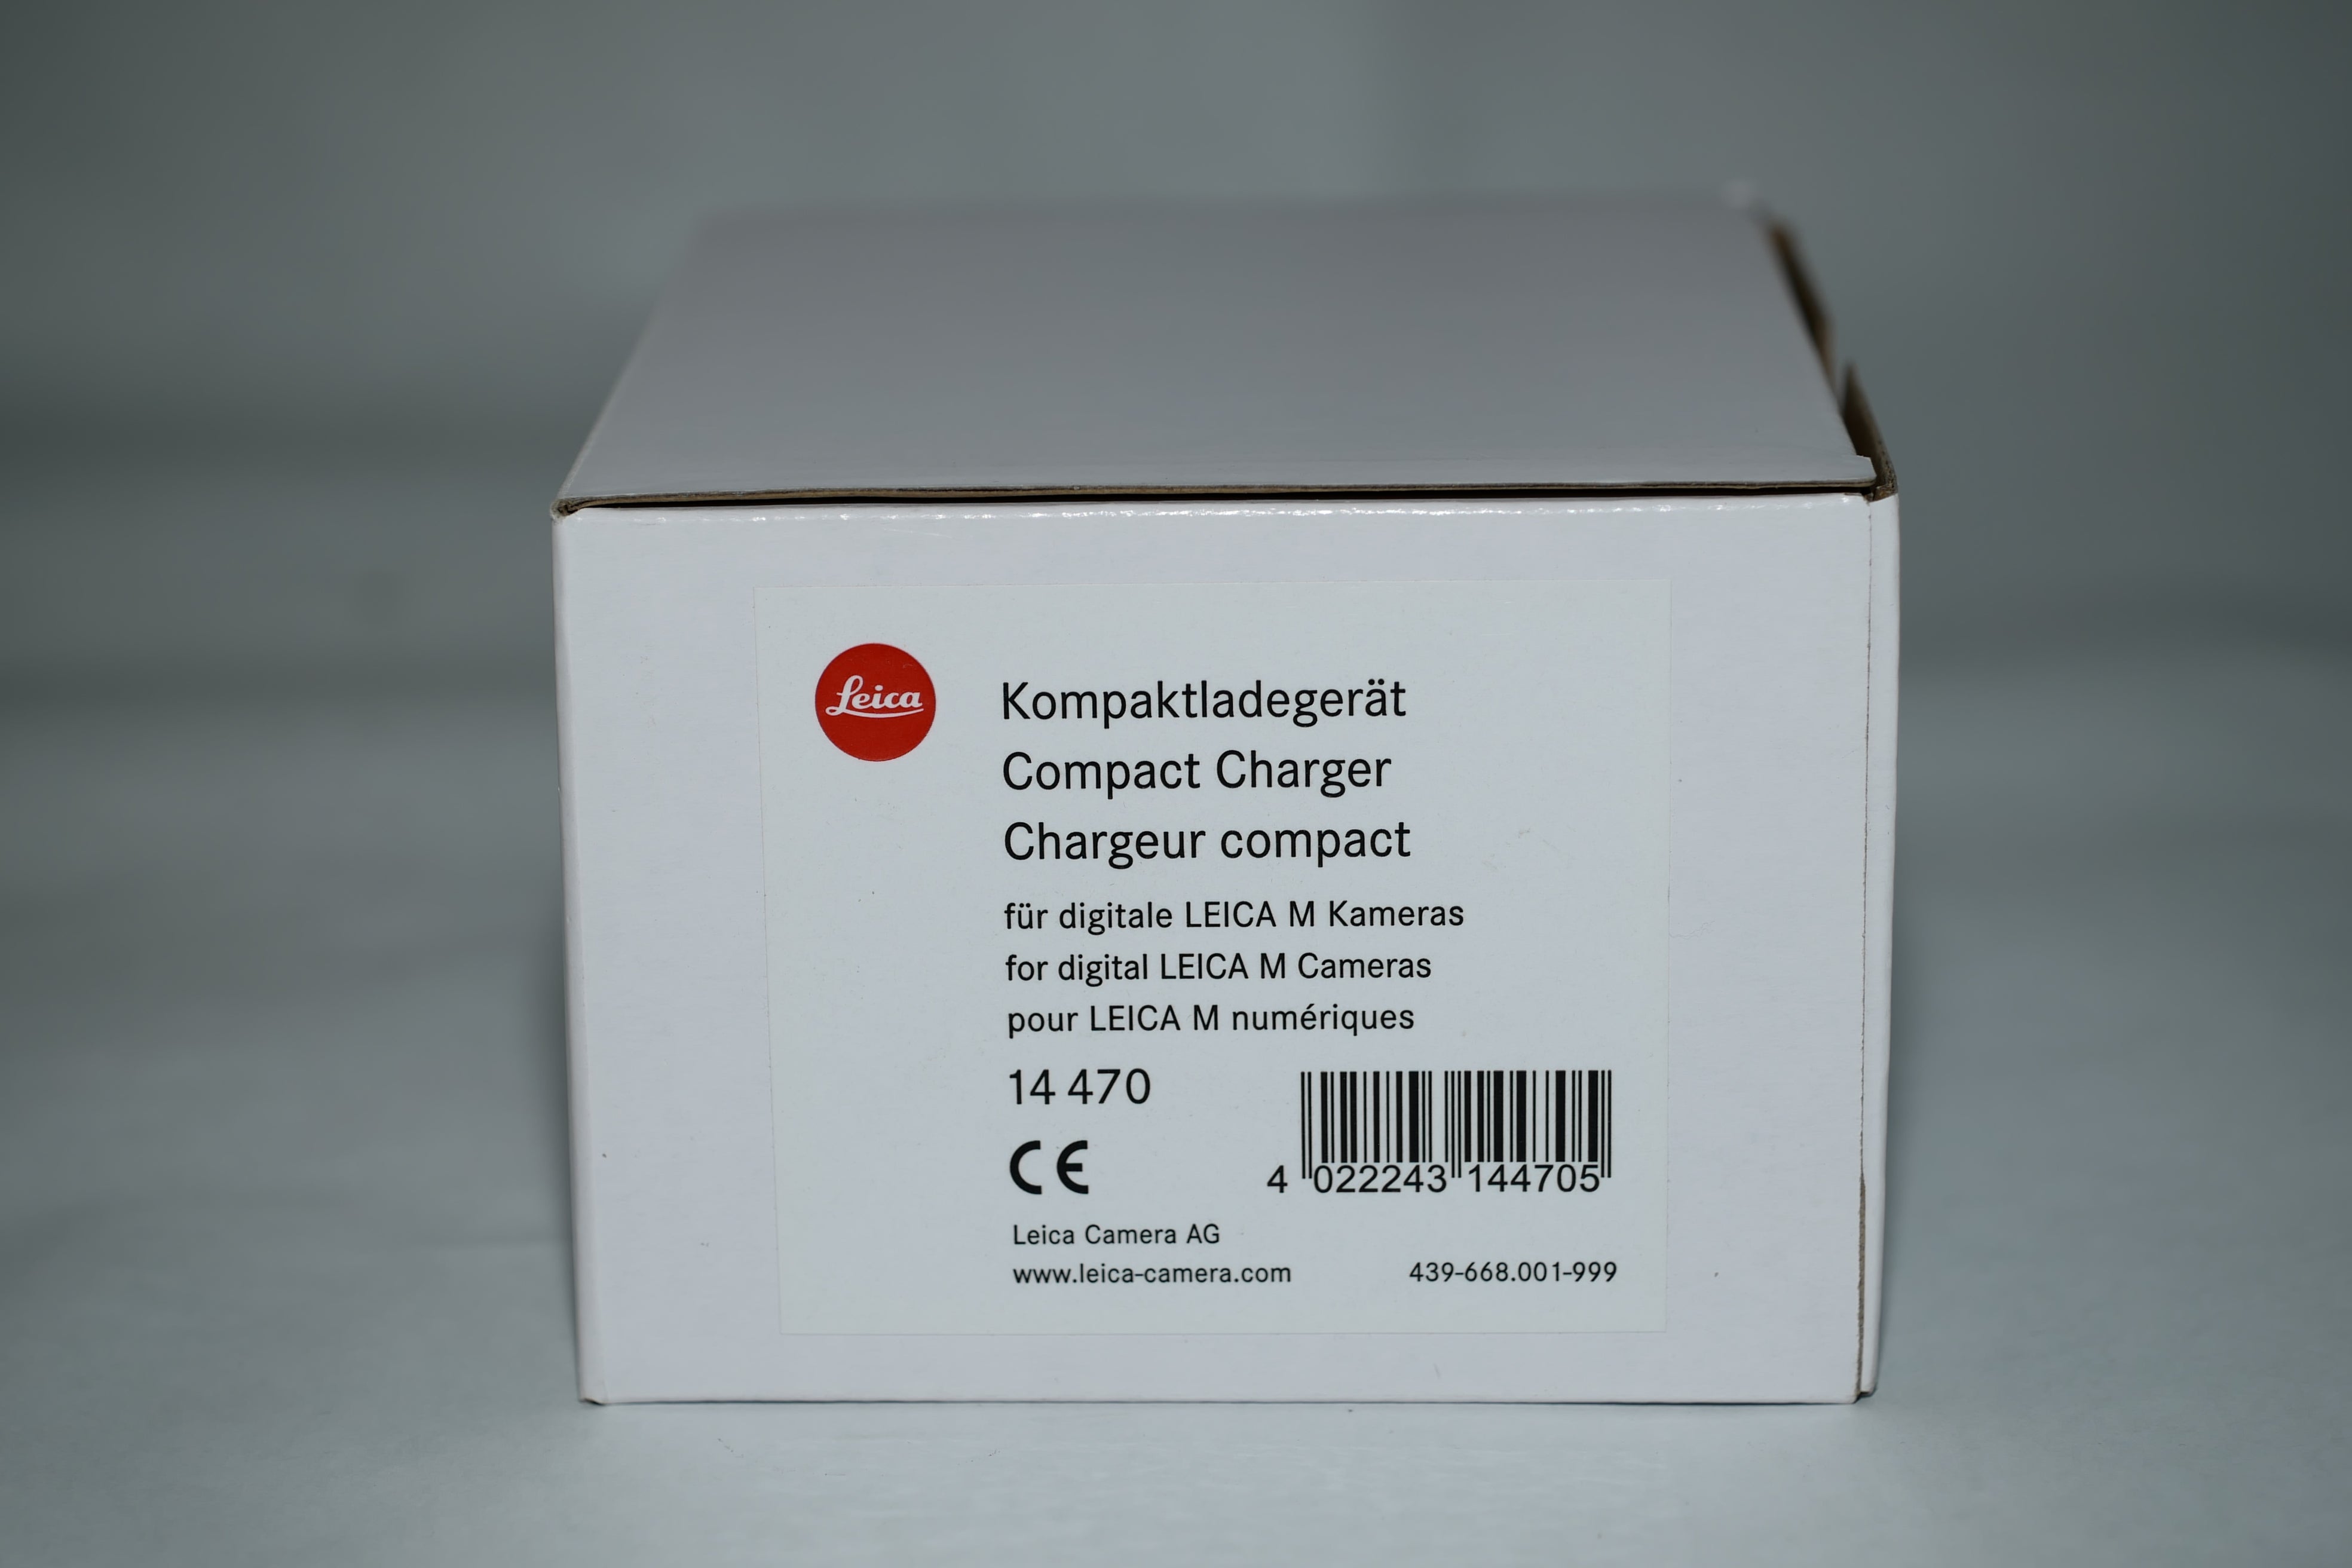 Leica
Kompaktladegerät
Compact Charger
Chargeur compact
für digitale LEICA M Kameras
for digital LEICA M Cameras
pour LEICA M numériques
14 470
CE
4 022243 144705
Leica Camera AG
www.leica-camera.com
439-668.001-999